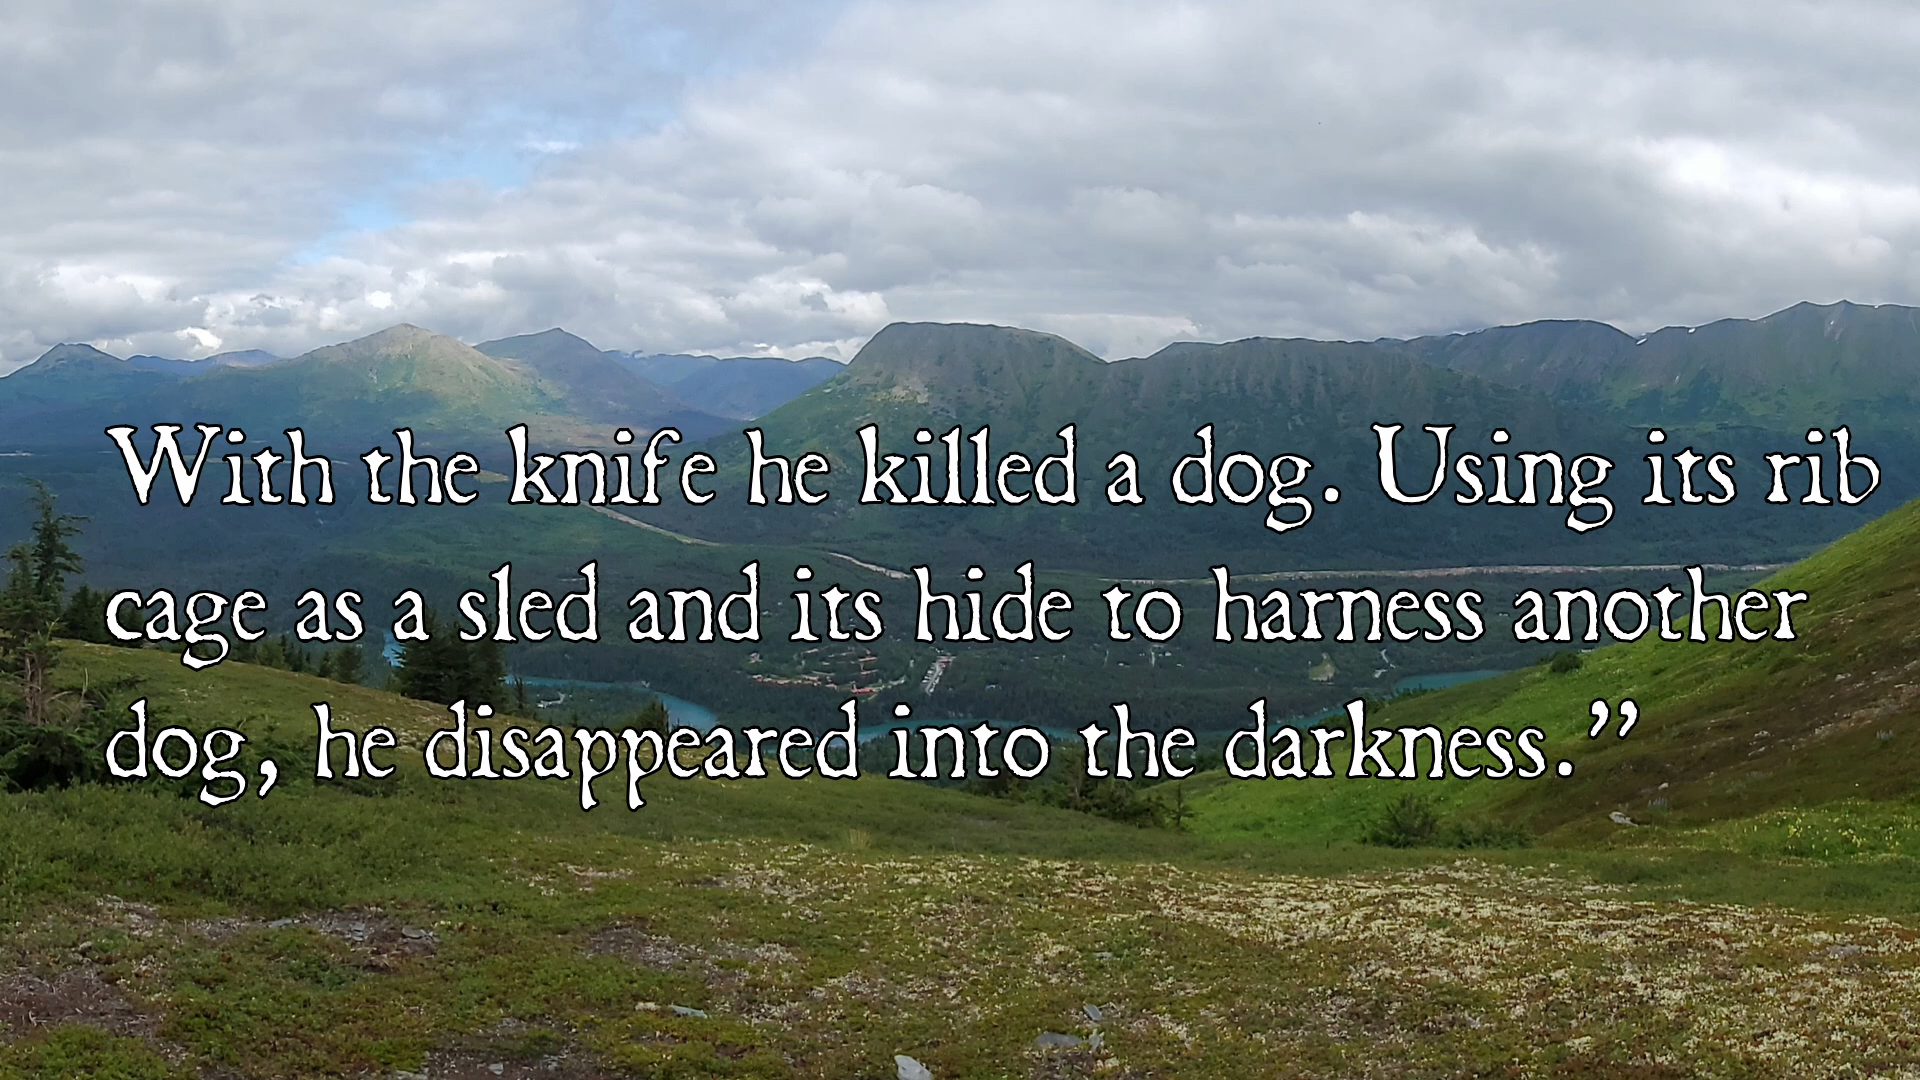 With the knife he killed a dog. Using its rib
cage as a sled and its hide to harness another
dog, he disappeared into the darkness.”